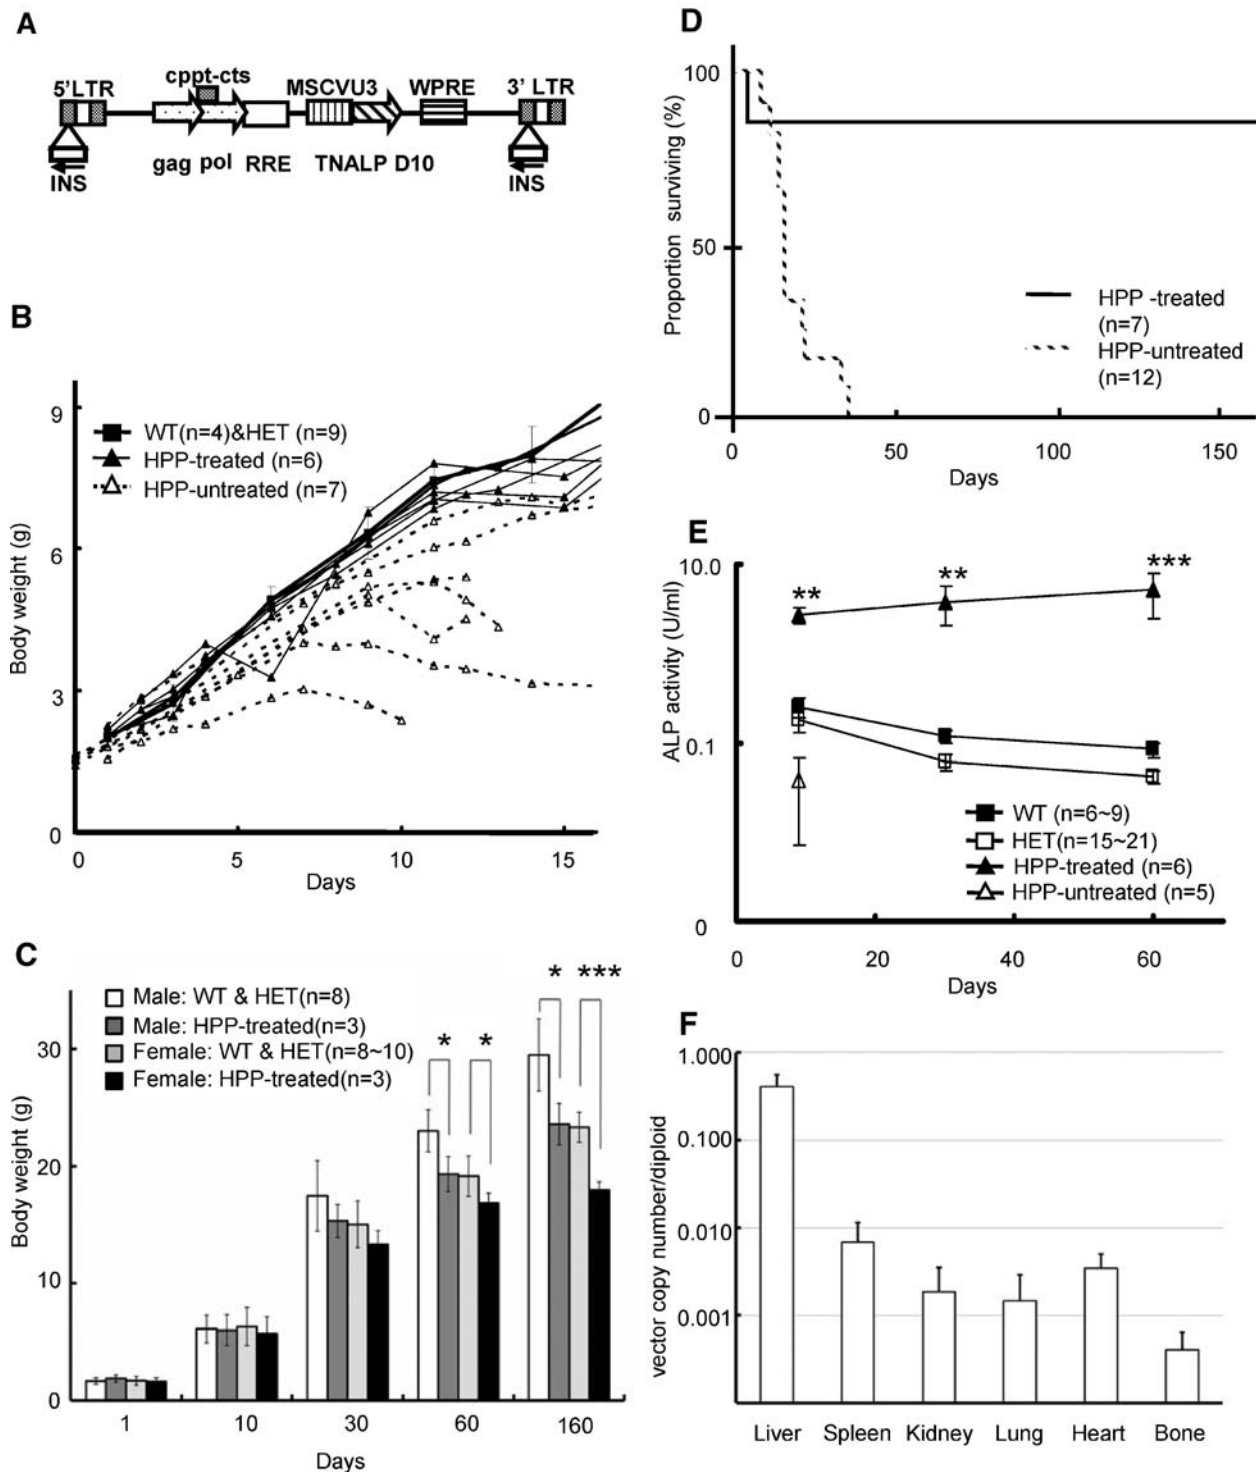 A
cppt-cts
5'LTR
MSCVU3
WPRE
3' LTR
gag
pol
RRE
TNALP D10
INS
INS
B
WT(n=4)&HET (n=9)
HPP-treated (n=6)
HPP-untreated (n=7)
Body weight (g)
9
6
3
0
0
5
10
15
Days
C
Male: WT & HET(n=8)
Male: HPP-treated(n=3)
Female: WT & HET(n=8~10)
Female: HPP-treated(n=3)
* *
* ***
Body weight (g)
30
20
10
0
1
10
30
60
160
Days
D
Proportion surviving (%)
100
50
0
HPP -treated
(n=7)
HPP-untreated
(n=12)
0
50
100
150
Days
E
ALP activity (U/ml)
10.0
0.1
0
**
**
***
WT (n=6~9)
HET(n=15~21)
HPP-treated (n=6)
HPP-untreated (n=5)
0
20
40
60
Days
F
vector copy number/diploid
1.000
0.100
0.010
0.001
Liver
Spleen
Kidney
Lung
Heart
Bone